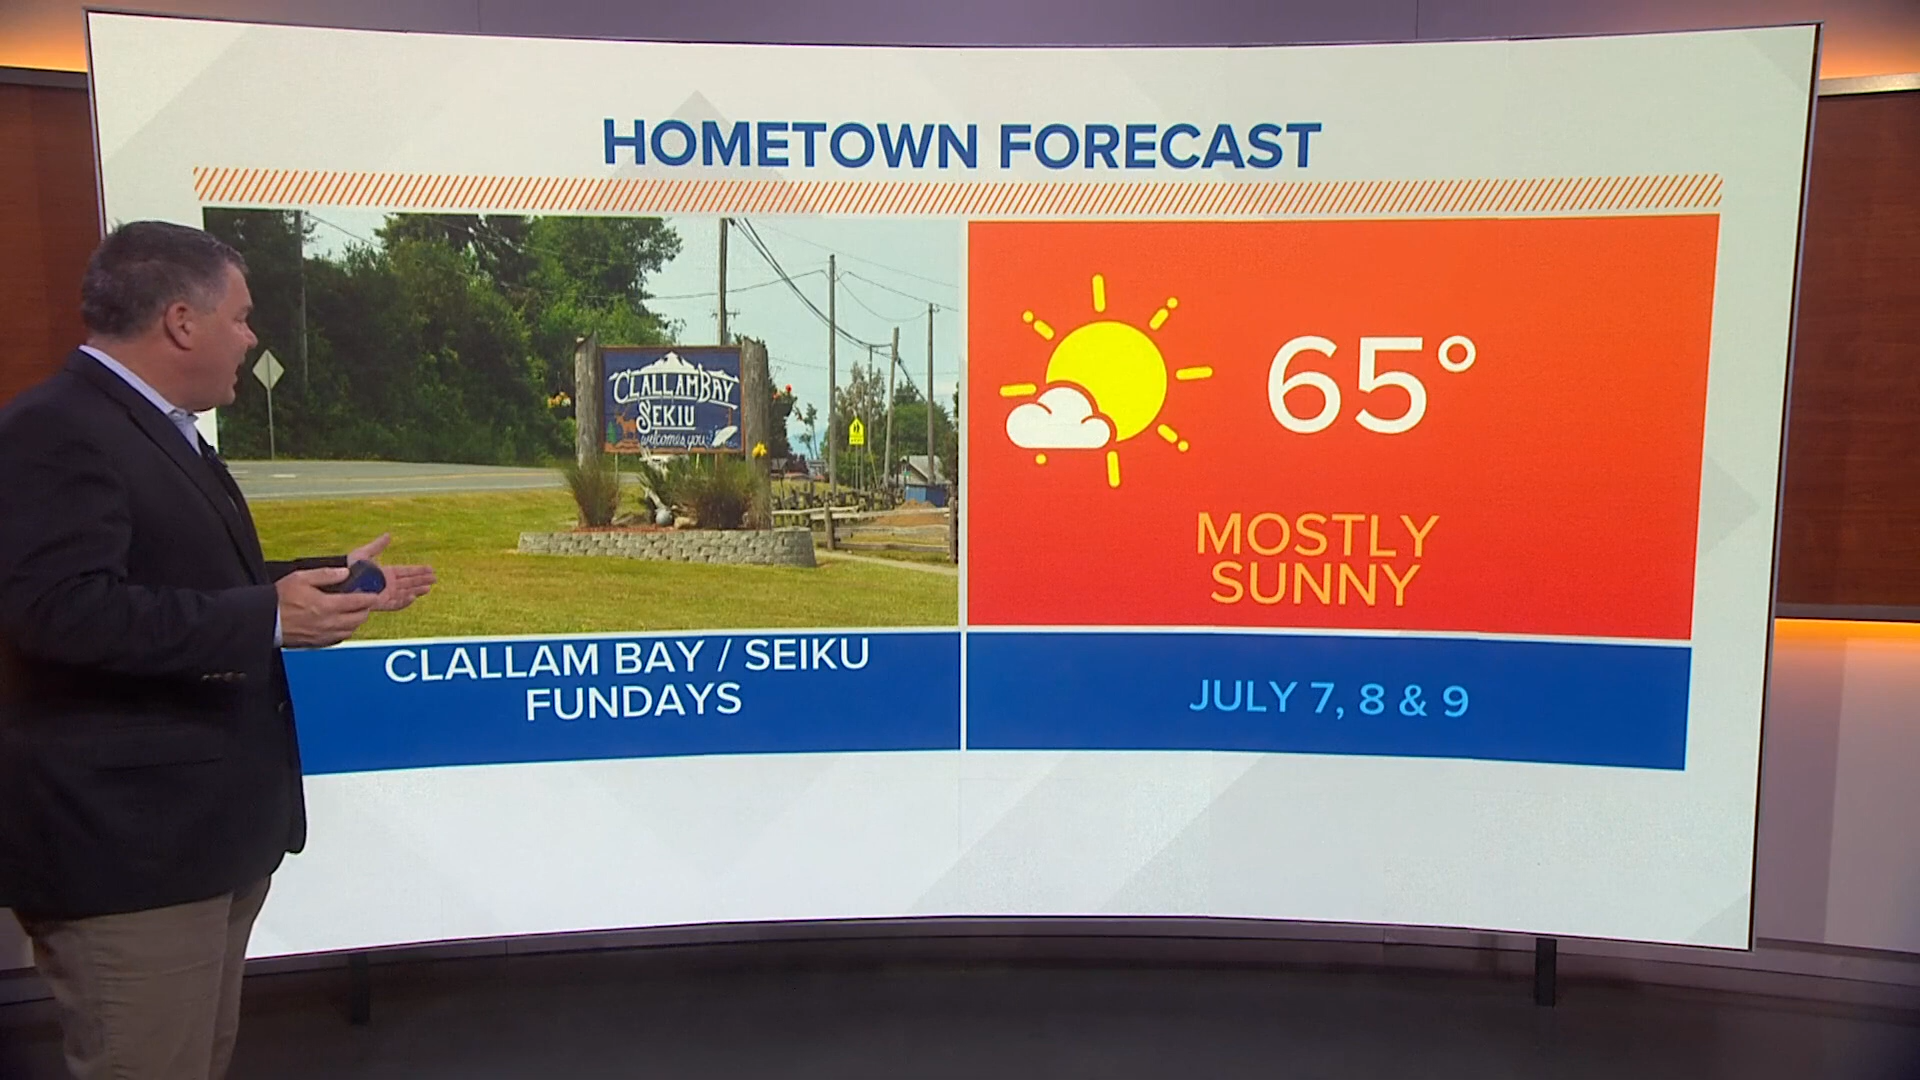 HOMETOWN FORECAST
CLALLAM BAY
SEKIU
welcomes you
65°
MOSTLY
SUNNY
CLALLAM BAY / SEIKU
FUNDAYS
JULY 7, 8 & 9